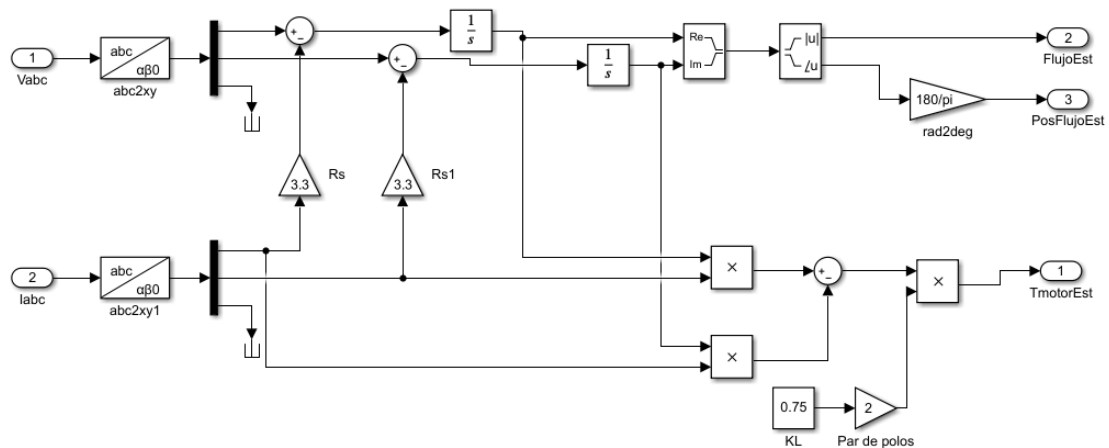 1
Vabc
abc
αβ0
abc2xy
+
−
1
s
+
−
1
s
Re
Im
|u|
∠u
2
FlujoEst
180/pi
rad2deg
3
PosFlujoEst
3.3
Rs
3.3
Rs1
2
Iabc
abc
αβ0
abc2xy1
×
+
−
×
1
TmotorEst
×
0.75
KL
2
Par de polos